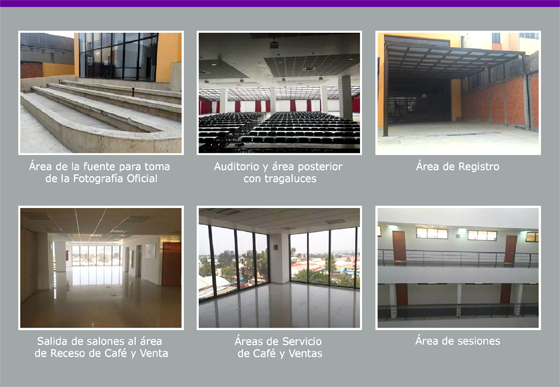 Área de la fuente para toma
de la Fotografía Oficial
Auditorio y área posterior
con tragaluces
Área de Registro
Salida de salones al área
de Receso de Café y Venta
Áreas de Servicio
de Café y Ventas
Área de sesiones